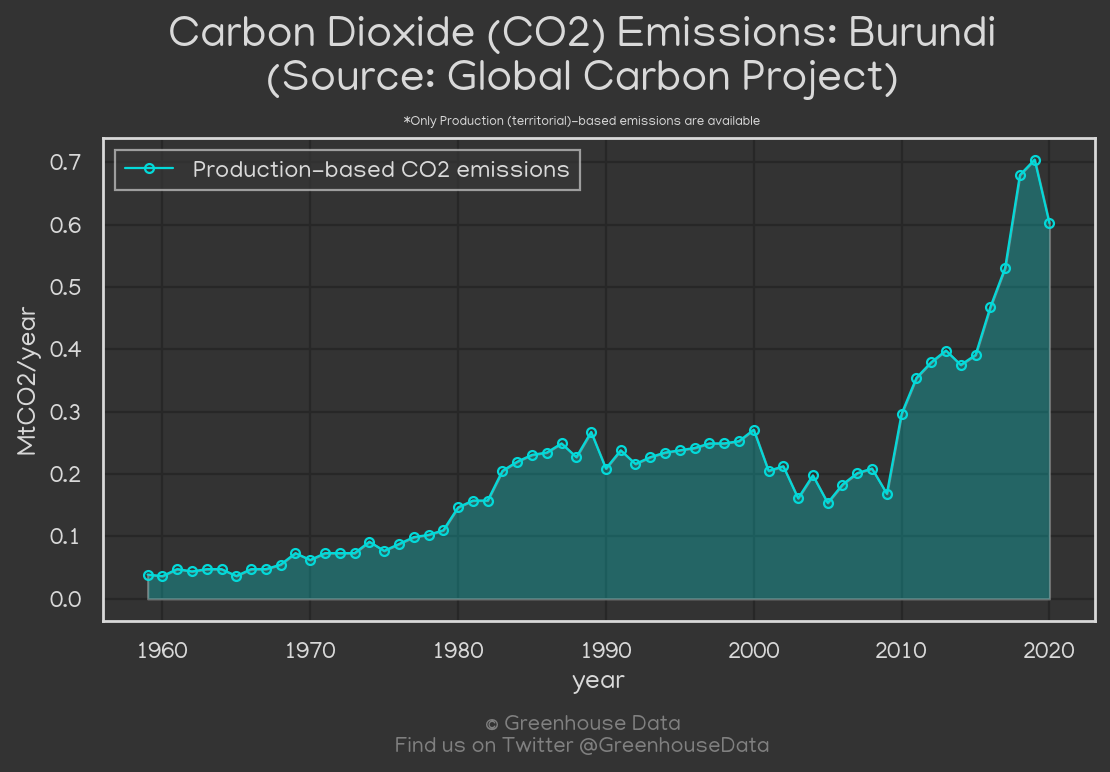 Carbon Dioxide (CO2) Emissions: Burundi
(Source: Global Carbon Project)
*Only Production (territorial)-based emissions are available
Production-based CO2 emissions
0.7
0.6
0.5
0.4
0.3
0.2
0.1
0.0
MtCO2/year
1960 1970 1980 1990 2000 2010 2020
year
© Greenhouse Data
Find us on Twitter @GreenhouseData